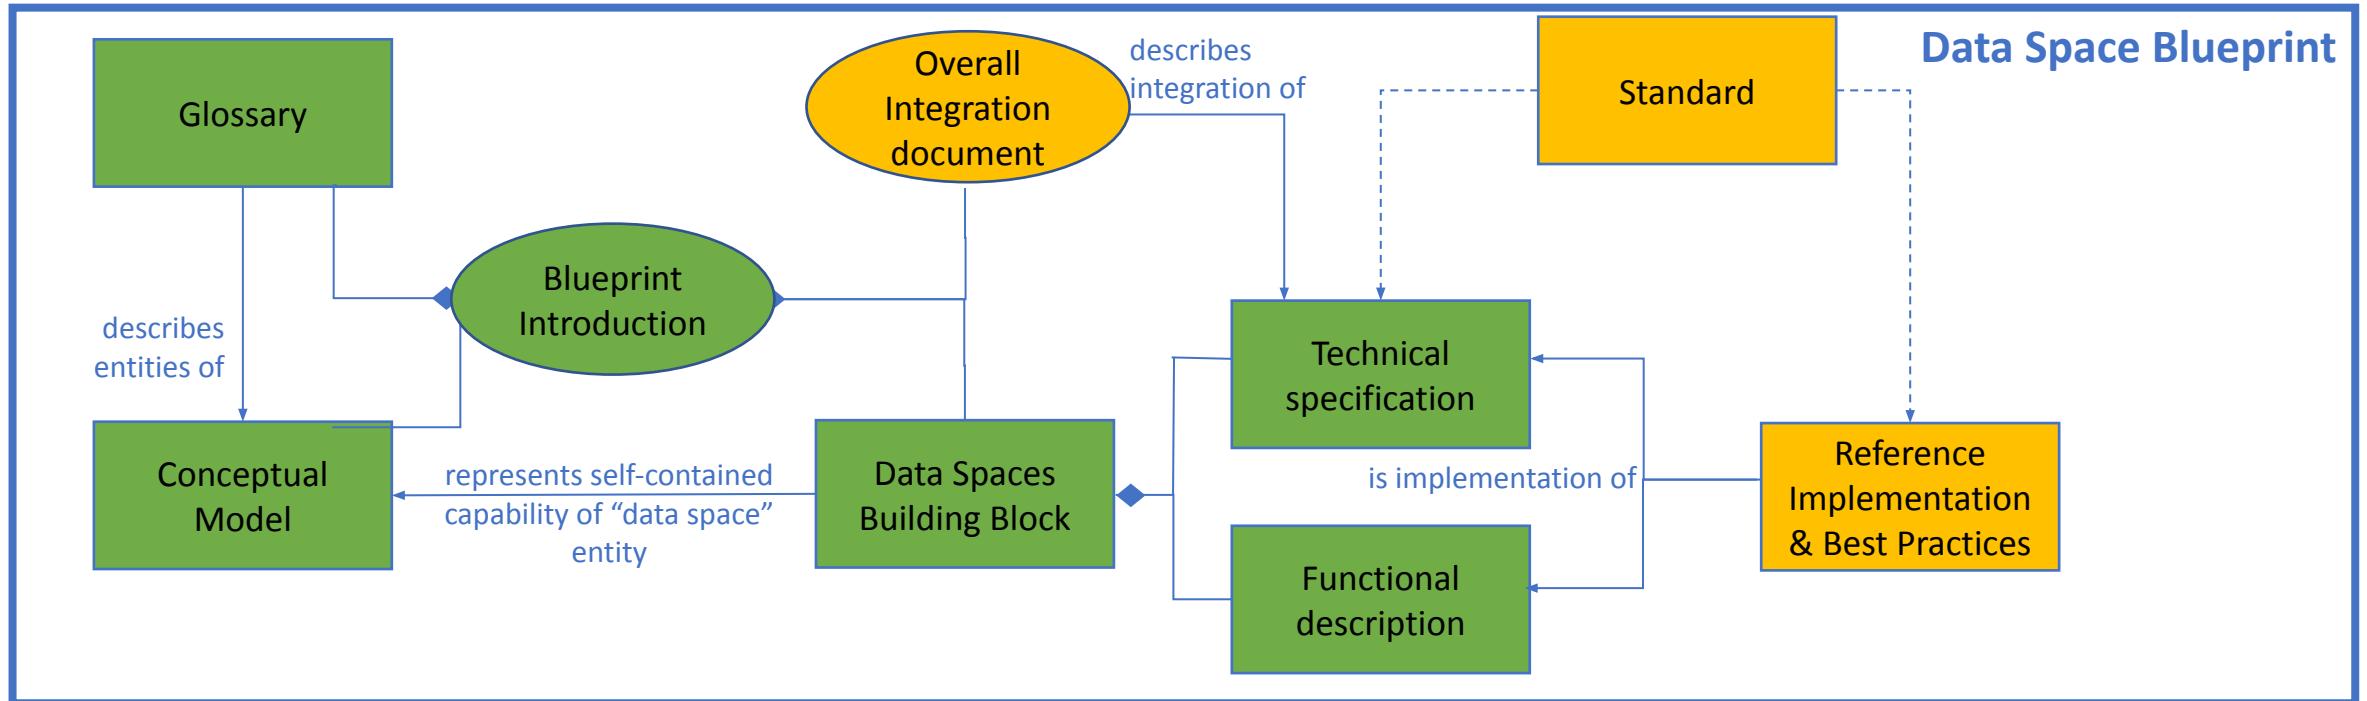 Data Space Blueprint
Glossary
Overall
Integration
document
describes
integration of
Standard
Blueprint
Introduction
describes
entities of
Technical
specification
Conceptual
Model
represents self-contained
capability of “data space”
entity
Data Spaces
Building Block
is implementation of
Reference
Implementation
& Best Practices
Functional
description